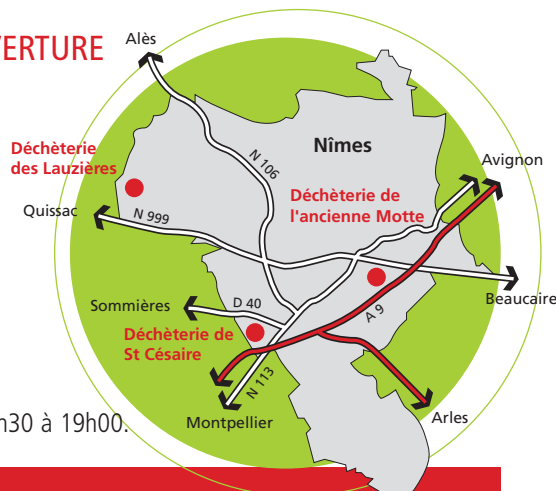 VERTURE
Alès
Nîmes
Avignon
Déchèterie
des Lauzières
N 106
Déchèterie de
l'ancienne Motte
Quissac
N 999
Beaucaire
Sommières
D 40
A 9
Déchèterie de
St Césaire
N 113
Montpellier
Arles
h30 à 19h00.